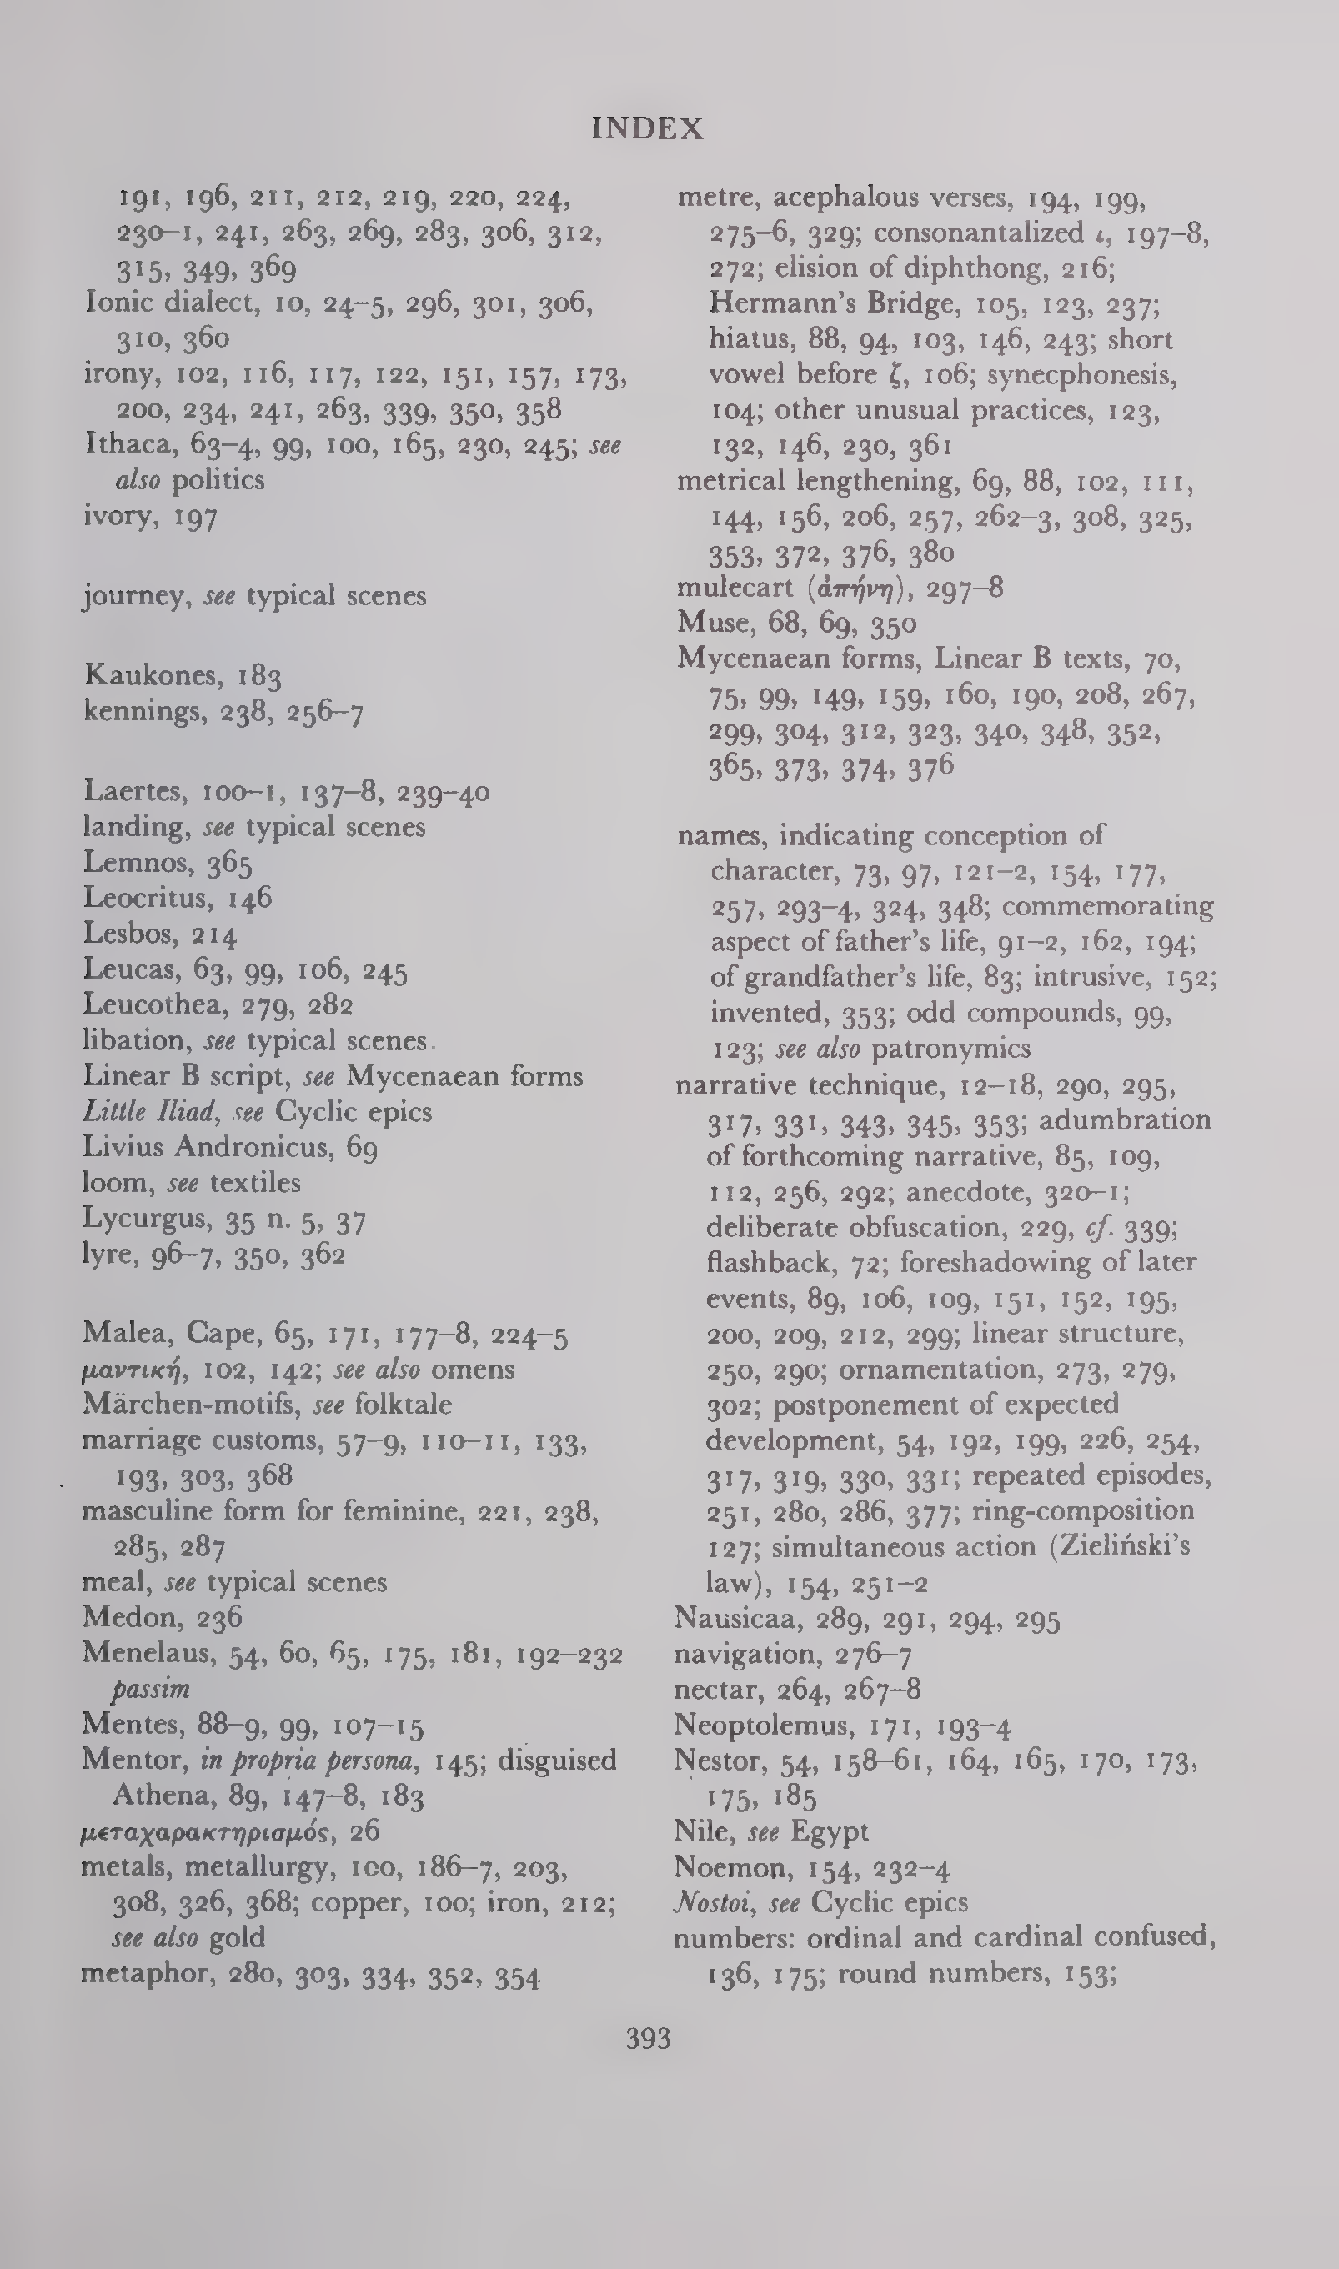 INDEX
191, 196, 211, 212, 219, 220, 224,
230–1, 241, 263, 269, 283, 306, 312,
315, 349, 369
Ionic dialect, 10, 24–5, 296, 301, 306,
310, 360
irony, 102, 116, 117, 122, 151, 157, 173,
200, 234, 241, 263, 339, 350, 358
Ithaca, 63–4, 99, 100, 165, 230, 245; see
also politics
ivory, 197
journey, see typical scenes
Kaukones, 183
kennings, 238, 256–7
Laertes, 100–1, 137–8, 239–40
landing, see typical scenes
Lemnos, 365
Leocritus, 146
Lesbos, 214
Leucas, 63, 99, 106, 245
Leucothea, 279, 282
libation, see typical scenes
Linear B script, see Mycenaean forms
Little Iliad, see Cyclic epics
Livius Andronicus, 69
loom, see textiles
Lycurgus, 35 n. 5, 37
lyre, 96–7, 350, 362
Malea, Cape, 65, 171, 177–8, 224–5
μαντική, 102, 142; see also omens
Märchen-motifs, see folktale
marriage customs, 57–9, 110–11, 133,
193, 303, 368
masculine form for feminine, 221, 238,
285, 287
meal, see typical scenes
Medon, 236
Menelaus, 54, 60, 65, 175, 181, 192–232
passim
Mentes, 88–9, 99, 107–15
Mentor, in propria persona, 145; disguised
Athena, 89, 147–8, 183
μεταχαρακτηρισμός, 26
metals, metallurgy, 100, 186–7, 203,
308, 326, 368; copper, 100; iron, 212;
see also gold
metaphor, 280, 303, 334, 352, 354
metre, acephalous verses, 194, 199,
275–6, 329; consonantalized ι, 197–8,
272; elision of diphthong, 216;
Hermann's Bridge, 105, 123, 237;
hiatus, 88, 94, 103, 146, 243; short
vowel before ζ, 106; synecphonesis,
104; other unusual practices, 123,
132, 146, 230, 361
metrical lengthening, 69, 88, 102, 111,
144, 156, 206, 257, 262–3, 308, 325,
353, 372, 376, 380
mulecart (ἀπήνη), 297–8
Muse, 68, 69, 350
Mycenaean forms, Linear B texts, 70,
75, 99, 149, 159, 160, 190, 208, 267,
299, 304, 312, 323, 340, 348, 352,
365, 373, 374, 376
names, indicating conception of
character, 73, 97, 121–2, 154, 177,
257, 293–4, 324, 348; commemorating
aspect of father's life, 91–2, 162, 194;
of grandfather's life, 83; intrusive, 152;
invented, 353; odd compounds, 99,
123; see also patronymics
narrative technique, 12–18, 290, 295,
317, 331, 343, 345, 353; adumbration
of forthcoming narrative, 85, 109,
112, 256, 292; anecdote, 320–1;
deliberate obfuscation, 229, cf. 339;
flashback, 72; foreshadowing of later
events, 89, 106, 109, 151, 152, 195,
200, 209, 212, 299; linear structure,
250, 290; ornamentation, 273, 279,
302; postponement of expected
development, 54, 192, 199, 226, 254,
317, 319, 330, 331; repeated episodes,
251, 280, 286, 377; ring-composition
127; simultaneous action (Zieliński's
law), 154, 251–2
Nausicaa, 289, 291, 294, 295
navigation, 276–7
nectar, 264, 267–8
Neoptolemus, 171, 193–4
Nestor, 54, 158–61, 164, 165, 170, 173,
175, 185
Nile, see Egypt
Noemon, 154, 232–4
Nostoi, see Cyclic epics
numbers: ordinal and cardinal confused,
136, 175; round numbers, 153;
393